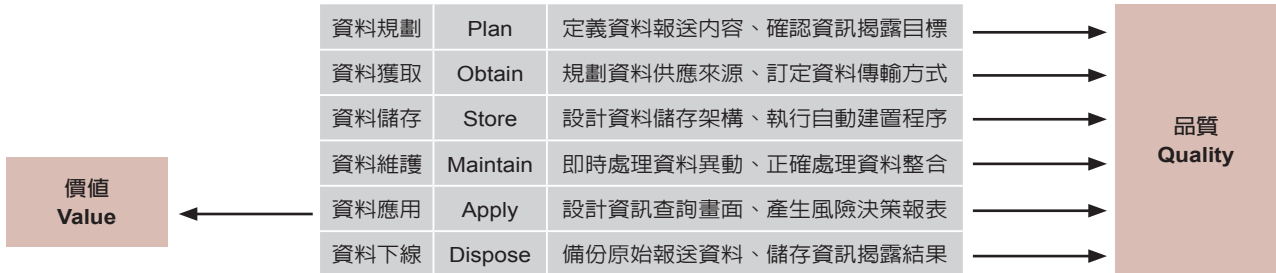 資料規劃 Plan 定義資料報送內容、確認資訊揭露目標
資料獲取 Obtain 規劃資料供應來源、訂定資料傳輸方式
資料儲存 Store 設計資料儲存架構、執行自動建置程序
資料維護 Maintain 即時處理資料異動、正確處理資料整合
資料應用 Apply 設計資訊查詢畫面、產生風險決策報表
資料下線 Dispose 備份原始報送資料、儲存資訊揭露結果
價值
Value
品質
Quality